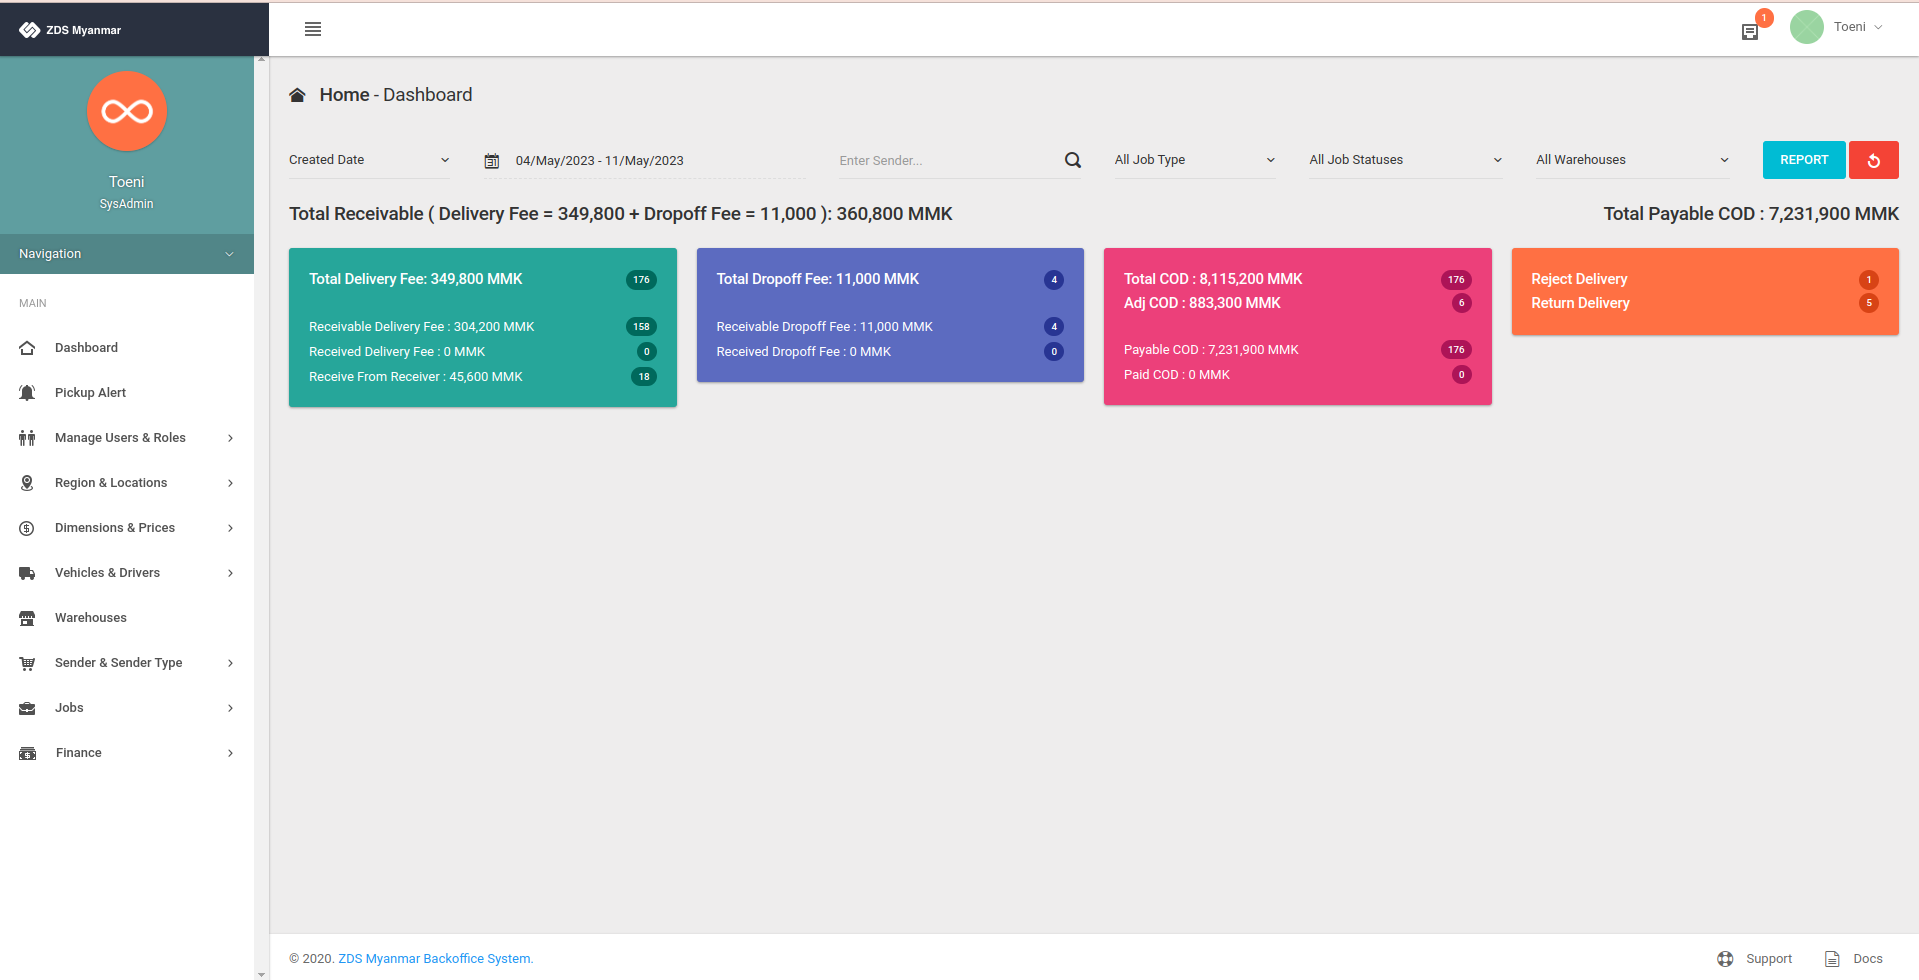 ZDS Myanmar
1
Toeni
Toeni
SysAdmin
Navigation
MAIN
Dashboard
Pickup Alert
Manage Users & Roles
Region & Locations
Dimensions & Prices
Vehicles & Drivers
Warehouses
Sender & Sender Type
Jobs
Finance
Home - Dashboard
Created Date
31
04/May/2023 - 11/May/2023
Enter Sender...
All Job Type
All Job Statuses
All Warehouses
REPORT
Total Receivable ( Delivery Fee = 349,800 + Dropoff Fee = 11,000 ): 360,800 MMK
Total Payable COD : 7,231,900 MMK
Total Delivery Fee: 349,800 MMK 176
Receivable Delivery Fee : 304,200 MMK 158
Received Delivery Fee : 0 MMK 0
Receive From Receiver : 45,600 MMK 18
Total Dropoff Fee: 11,000 MMK 4
Receivable Dropoff Fee : 11,000 MMK 4
Received Dropoff Fee : 0 MMK 0
Total COD : 8,115,200 MMK 176
Adj COD : 883,300 MMK 6
Payable COD : 7,231,900 MMK 176
Paid COD : 0 MMK 0
Reject Delivery 1
Return Delivery 5
© 2020. ZDS Myanmar Backoffice System.
Support
Docs